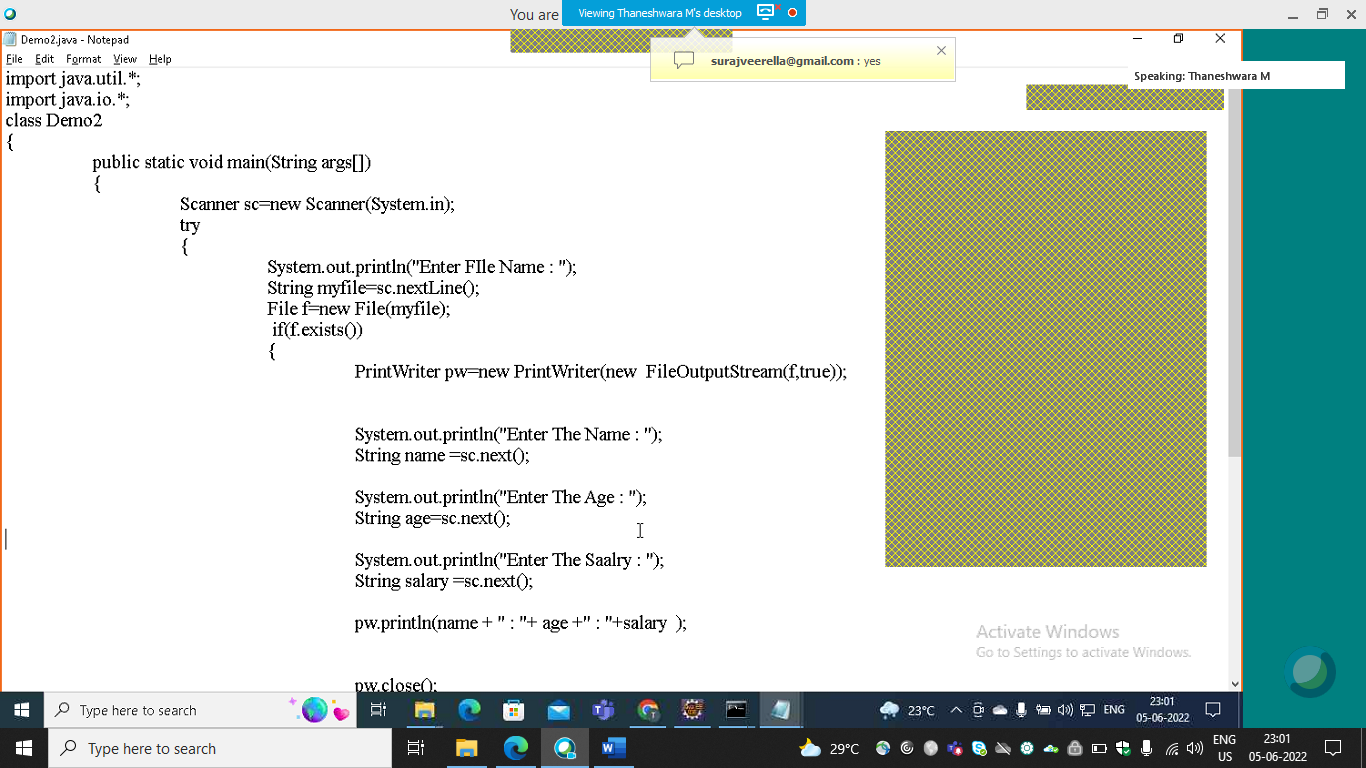 You are
Viewing Thaneshwara M's desktop
Demo2.java - Notepad
File Edit Format View Help
surajveerella@gmail.com : yes
Speaking: Thaneshwara M
import java.util.*;
import java.io.*;
class Demo2
{
public static void main(String args[])
{
Scanner sc=new Scanner(System.in);
try
{
System.out.println("Enter FIle Name : ");
String myfile=sc.nextLine();
File f=new File(myfile);
if(f.exists())
{
PrintWriter pw=new PrintWriter(new  FileOutputStream(f,true));
System.out.println("Enter The Name : ");
String name =sc.next();
System.out.println("Enter The Age : ");
String age=sc.next();
System.out.println("Enter The Saalry : ");
String salary =sc.next();
pw.println(name + " : "+ age +" : "+salary  );
pw.close();
Activate Windows
Go to Settings to activate Windows.
Type here to search
23°C
ENG
23:01
05-06-2022
Type here to search
29°C
ENG
US
23:01
05-06-2022